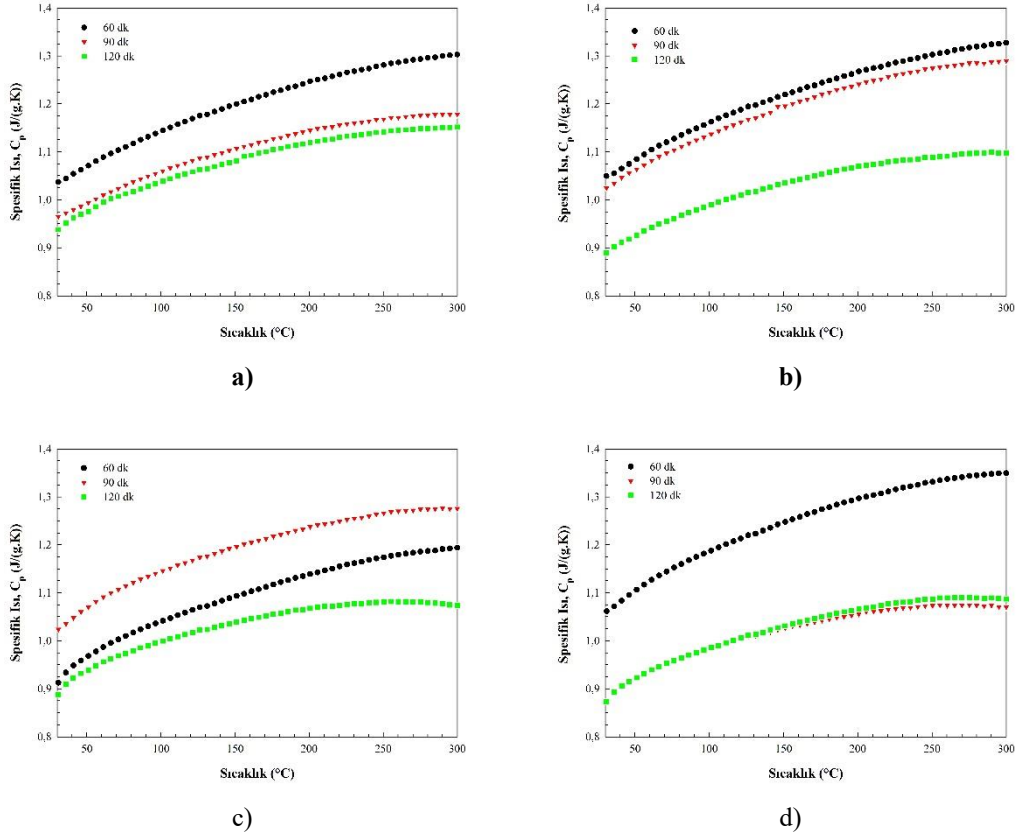 60 dk
90 dk
120 dk
Spesifik Isı, Cp (J/(g.K))
1,4
1,3
1,2
1,1
1,0
0,9
0,8
50 100 150 200 250 300
Sıcaklık (°C)
a)
60 dk
90 dk
120 dk
Spesifik Isı, Cp (J/(g.K))
1,4
1,3
1,2
1,1
1,0
0,9
0,8
50 100 150 200 250 300
Sıcaklık (°C)
b)
60 dk
90 dk
120 dk
Spesifik Isı, Cp (J/(g.K))
1,4
1,3
1,2
1,1
1,0
0,9
0,8
50 100 150 200 250 300
Sıcaklık (°C)
c)
60 dk
90 dk
120 dk
Spesifik Isı, Cp (J/(g.K))
1,4
1,3
1,2
1,1
1,0
0,9
0,8
50 100 150 200 250 300
Sıcaklık (°C)
d)